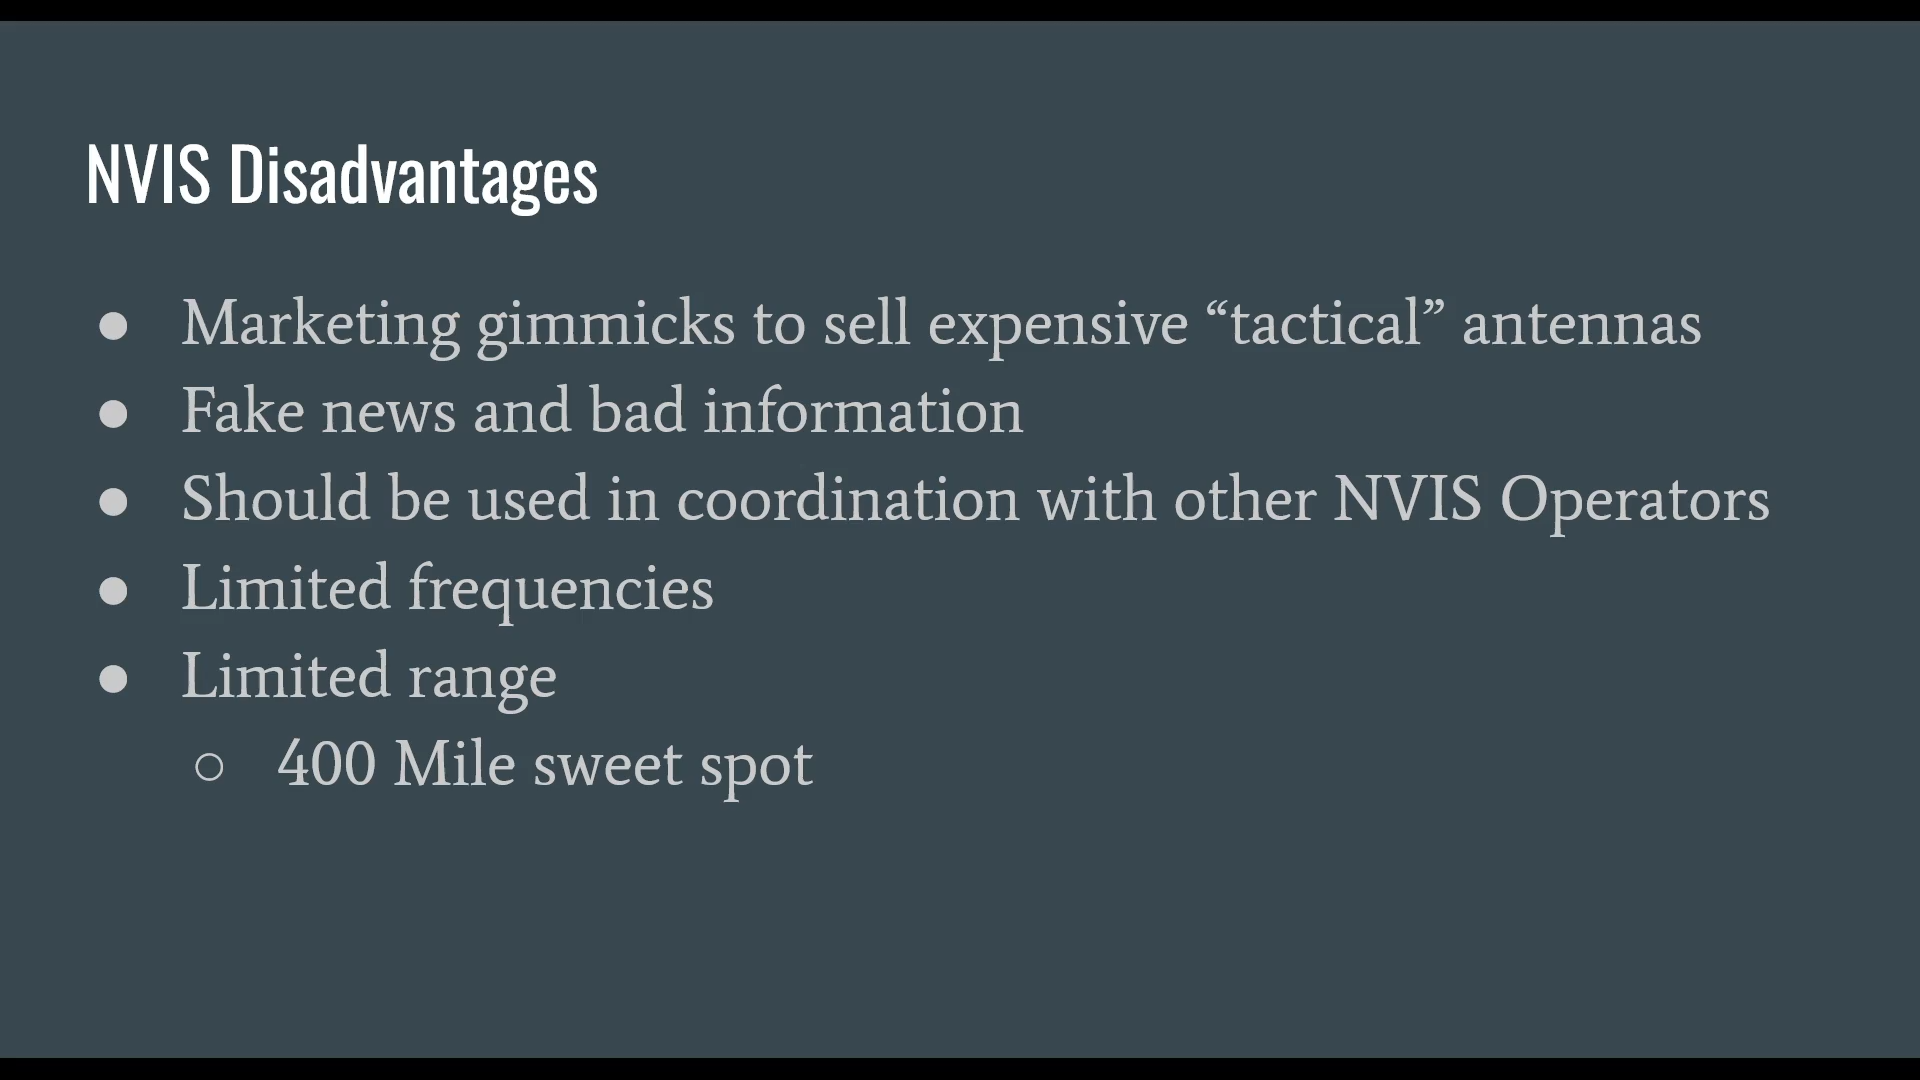 NVIS Disadvantages
● Marketing gimmicks to sell expensive “tactical” antennas
● Fake news and bad information
● Should be used in coordination with other NVIS Operators
● Limited frequencies
● Limited range
○ 400 Mile sweet spot